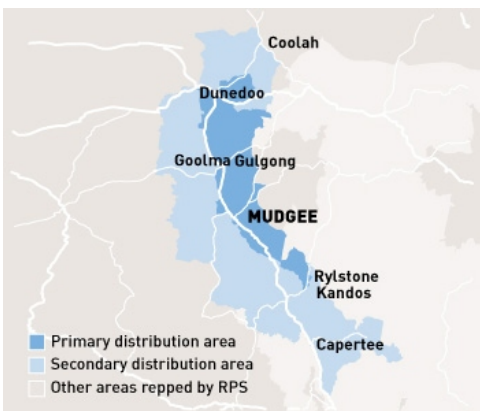 Coolah
Dunedoo
Goolma Gulgong
MUDGEE
Rylstone
Kandos
Capertee
Primary distribution area
Secondary distribution area
Other areas repped by RPS